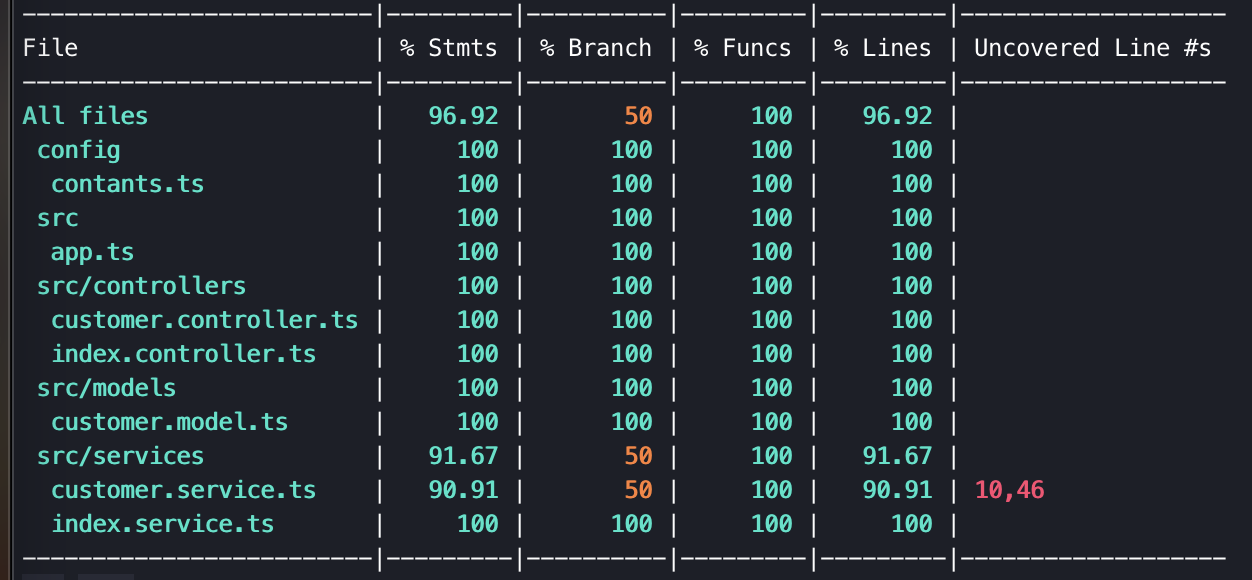 File | % Stmts | % Branch | % Funcs | % Lines | Uncovered Line #s
All files | 96.92 | 50 | 100 | 96.92 |
config | 100 | 100 | 100 | 100 |
contants.ts | 100 | 100 | 100 | 100 |
src | 100 | 100 | 100 | 100 |
app.ts | 100 | 100 | 100 | 100 |
src/controllers | 100 | 100 | 100 | 100 |
customer.controller.ts | 100 | 100 | 100 | 100 |
index.controller.ts | 100 | 100 | 100 | 100 |
src/models | 100 | 100 | 100 | 100 |
customer.model.ts | 100 | 100 | 100 | 100 |
src/services | 91.67 | 50 | 100 | 91.67 |
customer.service.ts | 90.91 | 50 | 100 | 90.91 | 10,46
index.service.ts | 100 | 100 | 100 | 100 |